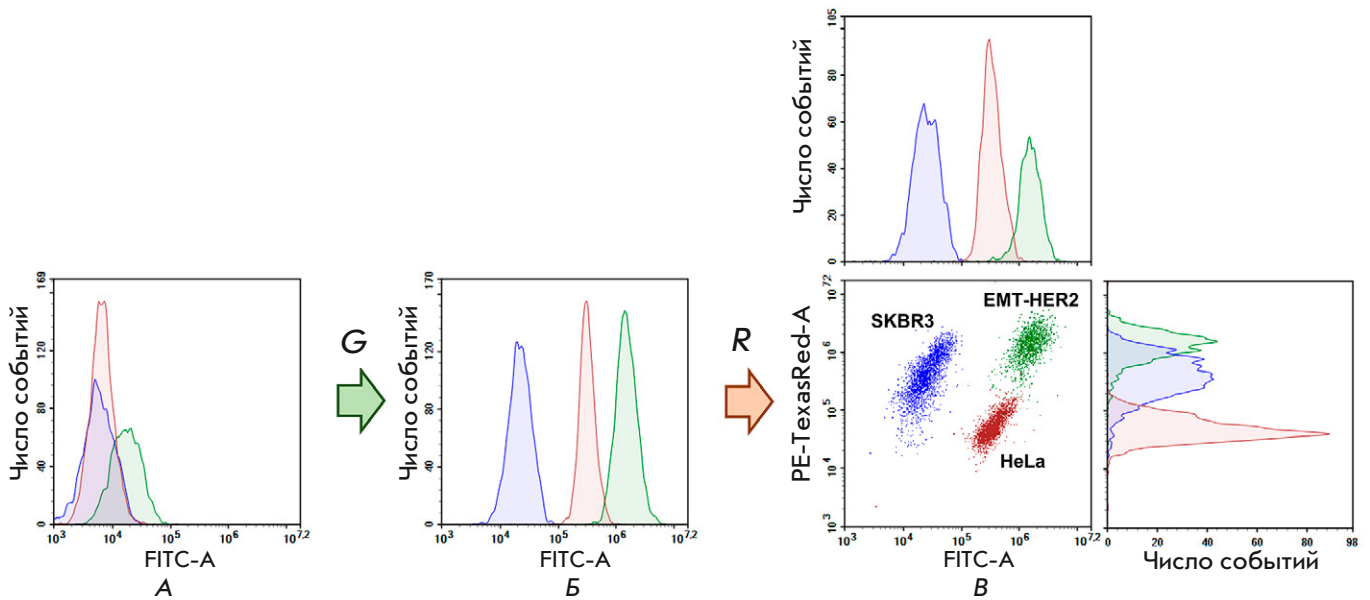 105
80
60
40
20
0
Число событий
169
120
80
40
0
Число событий
10³ 10⁴ 10⁵ 10⁶ 10⁷·²
FITC-A
А
G
170
120
80
40
0
Число событий
10³ 10⁴ 10⁵ 10⁶ 10⁷·²
FITC-A
Б
R
10⁷·²
10⁶
10⁵
10⁴
10³
PE-TexasRed-A
SKBR3
EMT-HER2
HeLa
10³ 10⁴ 10⁵ 10⁶ 10⁷·²
FITC-A
В
0 20 40 60 80 98
Число событий